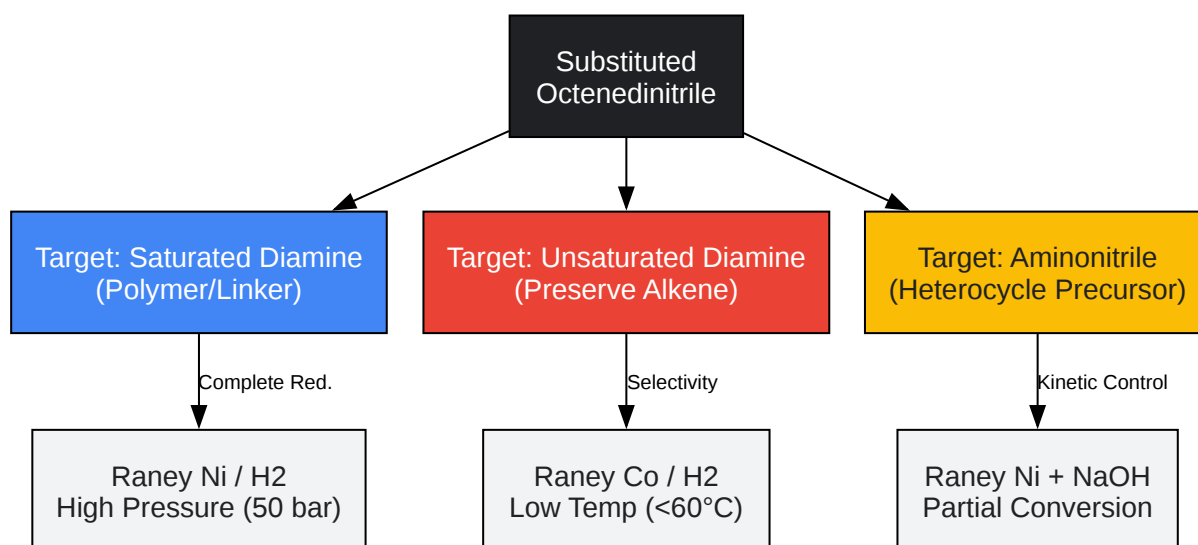 Substituted
Octenedinitrile
Target: Saturated Diamine
(Polymer/Linker)
Target: Unsaturated Diamine
(Preserve Alkene)
Target: Aminonitrile
(Heterocycle Precursor)
Complete Red.
Selectivity
Kinetic Control
Raney Ni / H2
High Pressure (50 bar)
Raney Co / H2
Low Temp (<60°C)
Raney Ni + NaOH
Partial Conversion